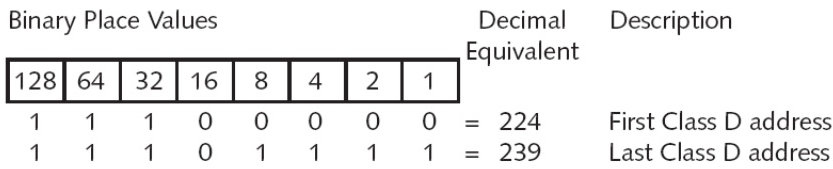 Binary Place Values Decimal Equivalent Description
128 64 32 16 8 4 2 1
1 1 1 0 0 0 0 0 = 224 First Class D address
1 1 1 0 1 1 1 1 = 239 Last Class D address